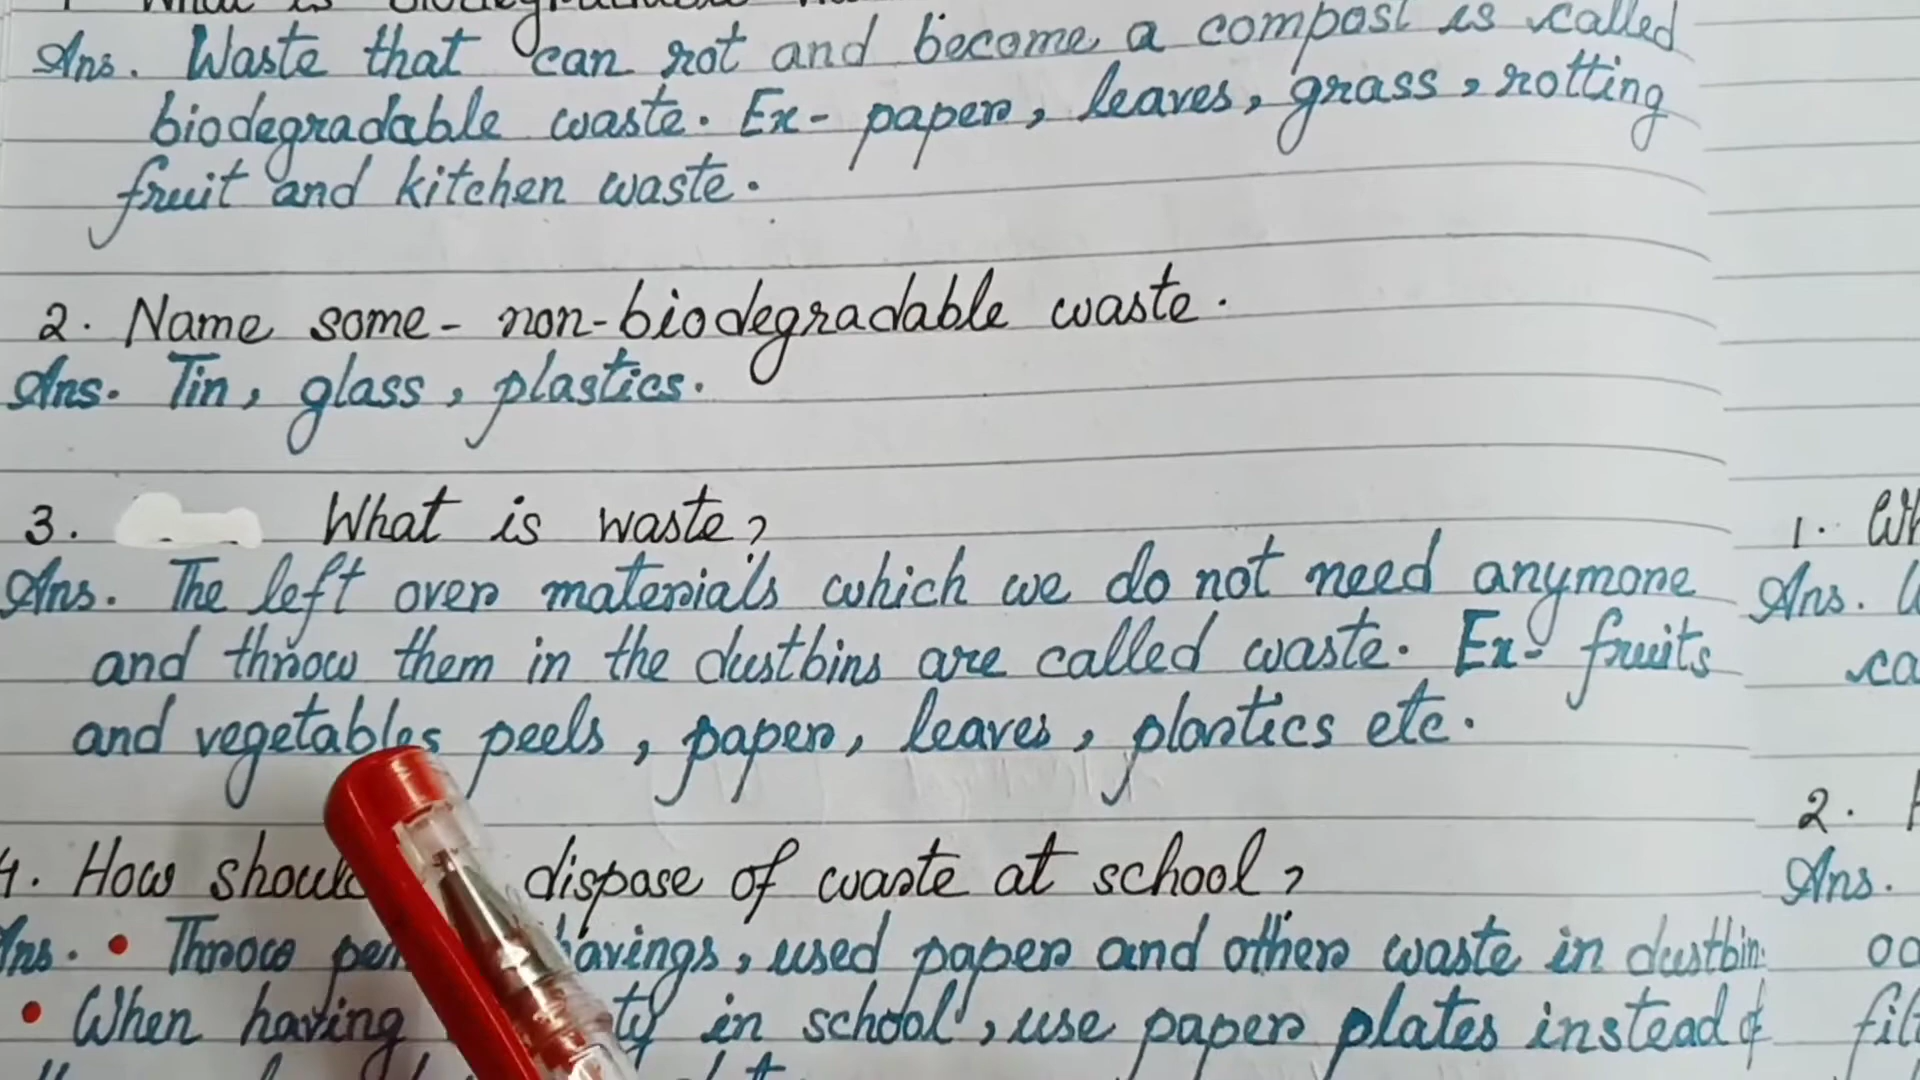 What is
Ans. Waste that can rot and become a compost is called
biodegradable waste. Ex- paper, leaves, grass, rotting
fruit and kitchen waste.
2. Name some- non-biodegradable waste.
Ans. Tin, glass, plastics.
3. What is waste?
Ans. The left over materials which we do not need anymore
and throw them in the dustbins are called waste. Ex- fruits
and vegetables peels, paper, leaves, plastics etc.
4. How should dispose of waste at school?
Ans. • Throw used paper and other waste in dustbin.
• When having in school, use paper plates instead of
1.
Ans.
ca
2.
Ans.